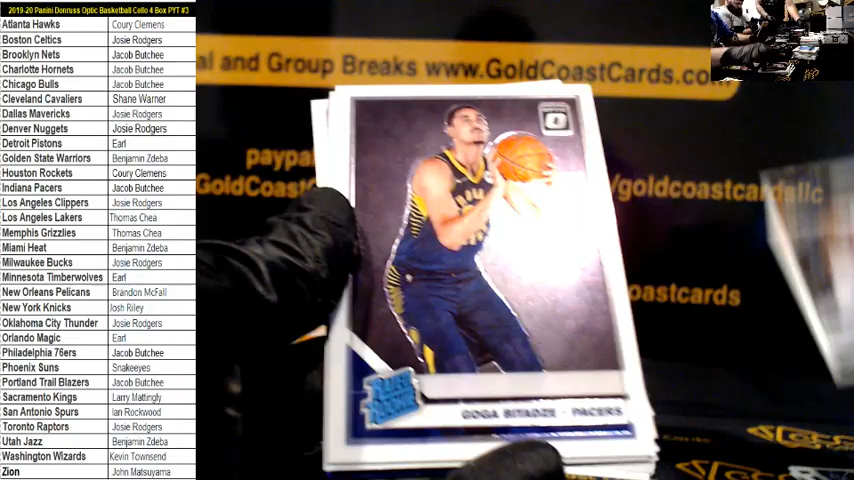 2019-20 Panini Donruss Optic Basketball Cello 4 Box PYT #3
Atlanta Hawks Coury Clemens
Boston Celtics Josie Rodgers
Brooklyn Nets Jacob Butchee
Charlotte Hornets Jacob Butchee
Chicago Bulls Jacob Butchee
Cleveland Cavaliers Shane Warner
Dallas Mavericks Josie Rodgers
Denver Nuggets Josie Rodgers
Detroit Pistons Earl
Golden State Warriors Benjamin Zdeba
Houston Rockets Coury Clemens
Indiana Pacers Jacob Butchee
Los Angeles Clippers Josie Rodgers
Los Angeles Lakers Thomas Chea
Memphis Grizzlies Thomas Chea
Miami Heat Benjamin Zdeba
Milwaukee Bucks Josie Rodgers
Minnesota Timberwolves Earl
New Orleans Pelicans Brandon McFall
New York Knicks Josh Riley
Oklahoma City Thunder Josie Rodgers
Orlando Magic Earl
Philadelphia 76ers Jacob Butchee
Phoenix Suns Snakeeyes
Portland Trail Blazers Jacob Butchee
Sacramento Kings Larry Mattingly
San Antonio Spurs Ian Rockwood
Toronto Raptors Josie Rodgers
Utah Jazz Benjamin Zdeba
Washington Wizards Kevin Townsend
Zion John Matsuyama
al and Group Breaks www.GoldCoastCards.com
paypa
GoldCoast
/goldcoastcardsllc
oastcards
GOGA BITADZE - PACERS
cards